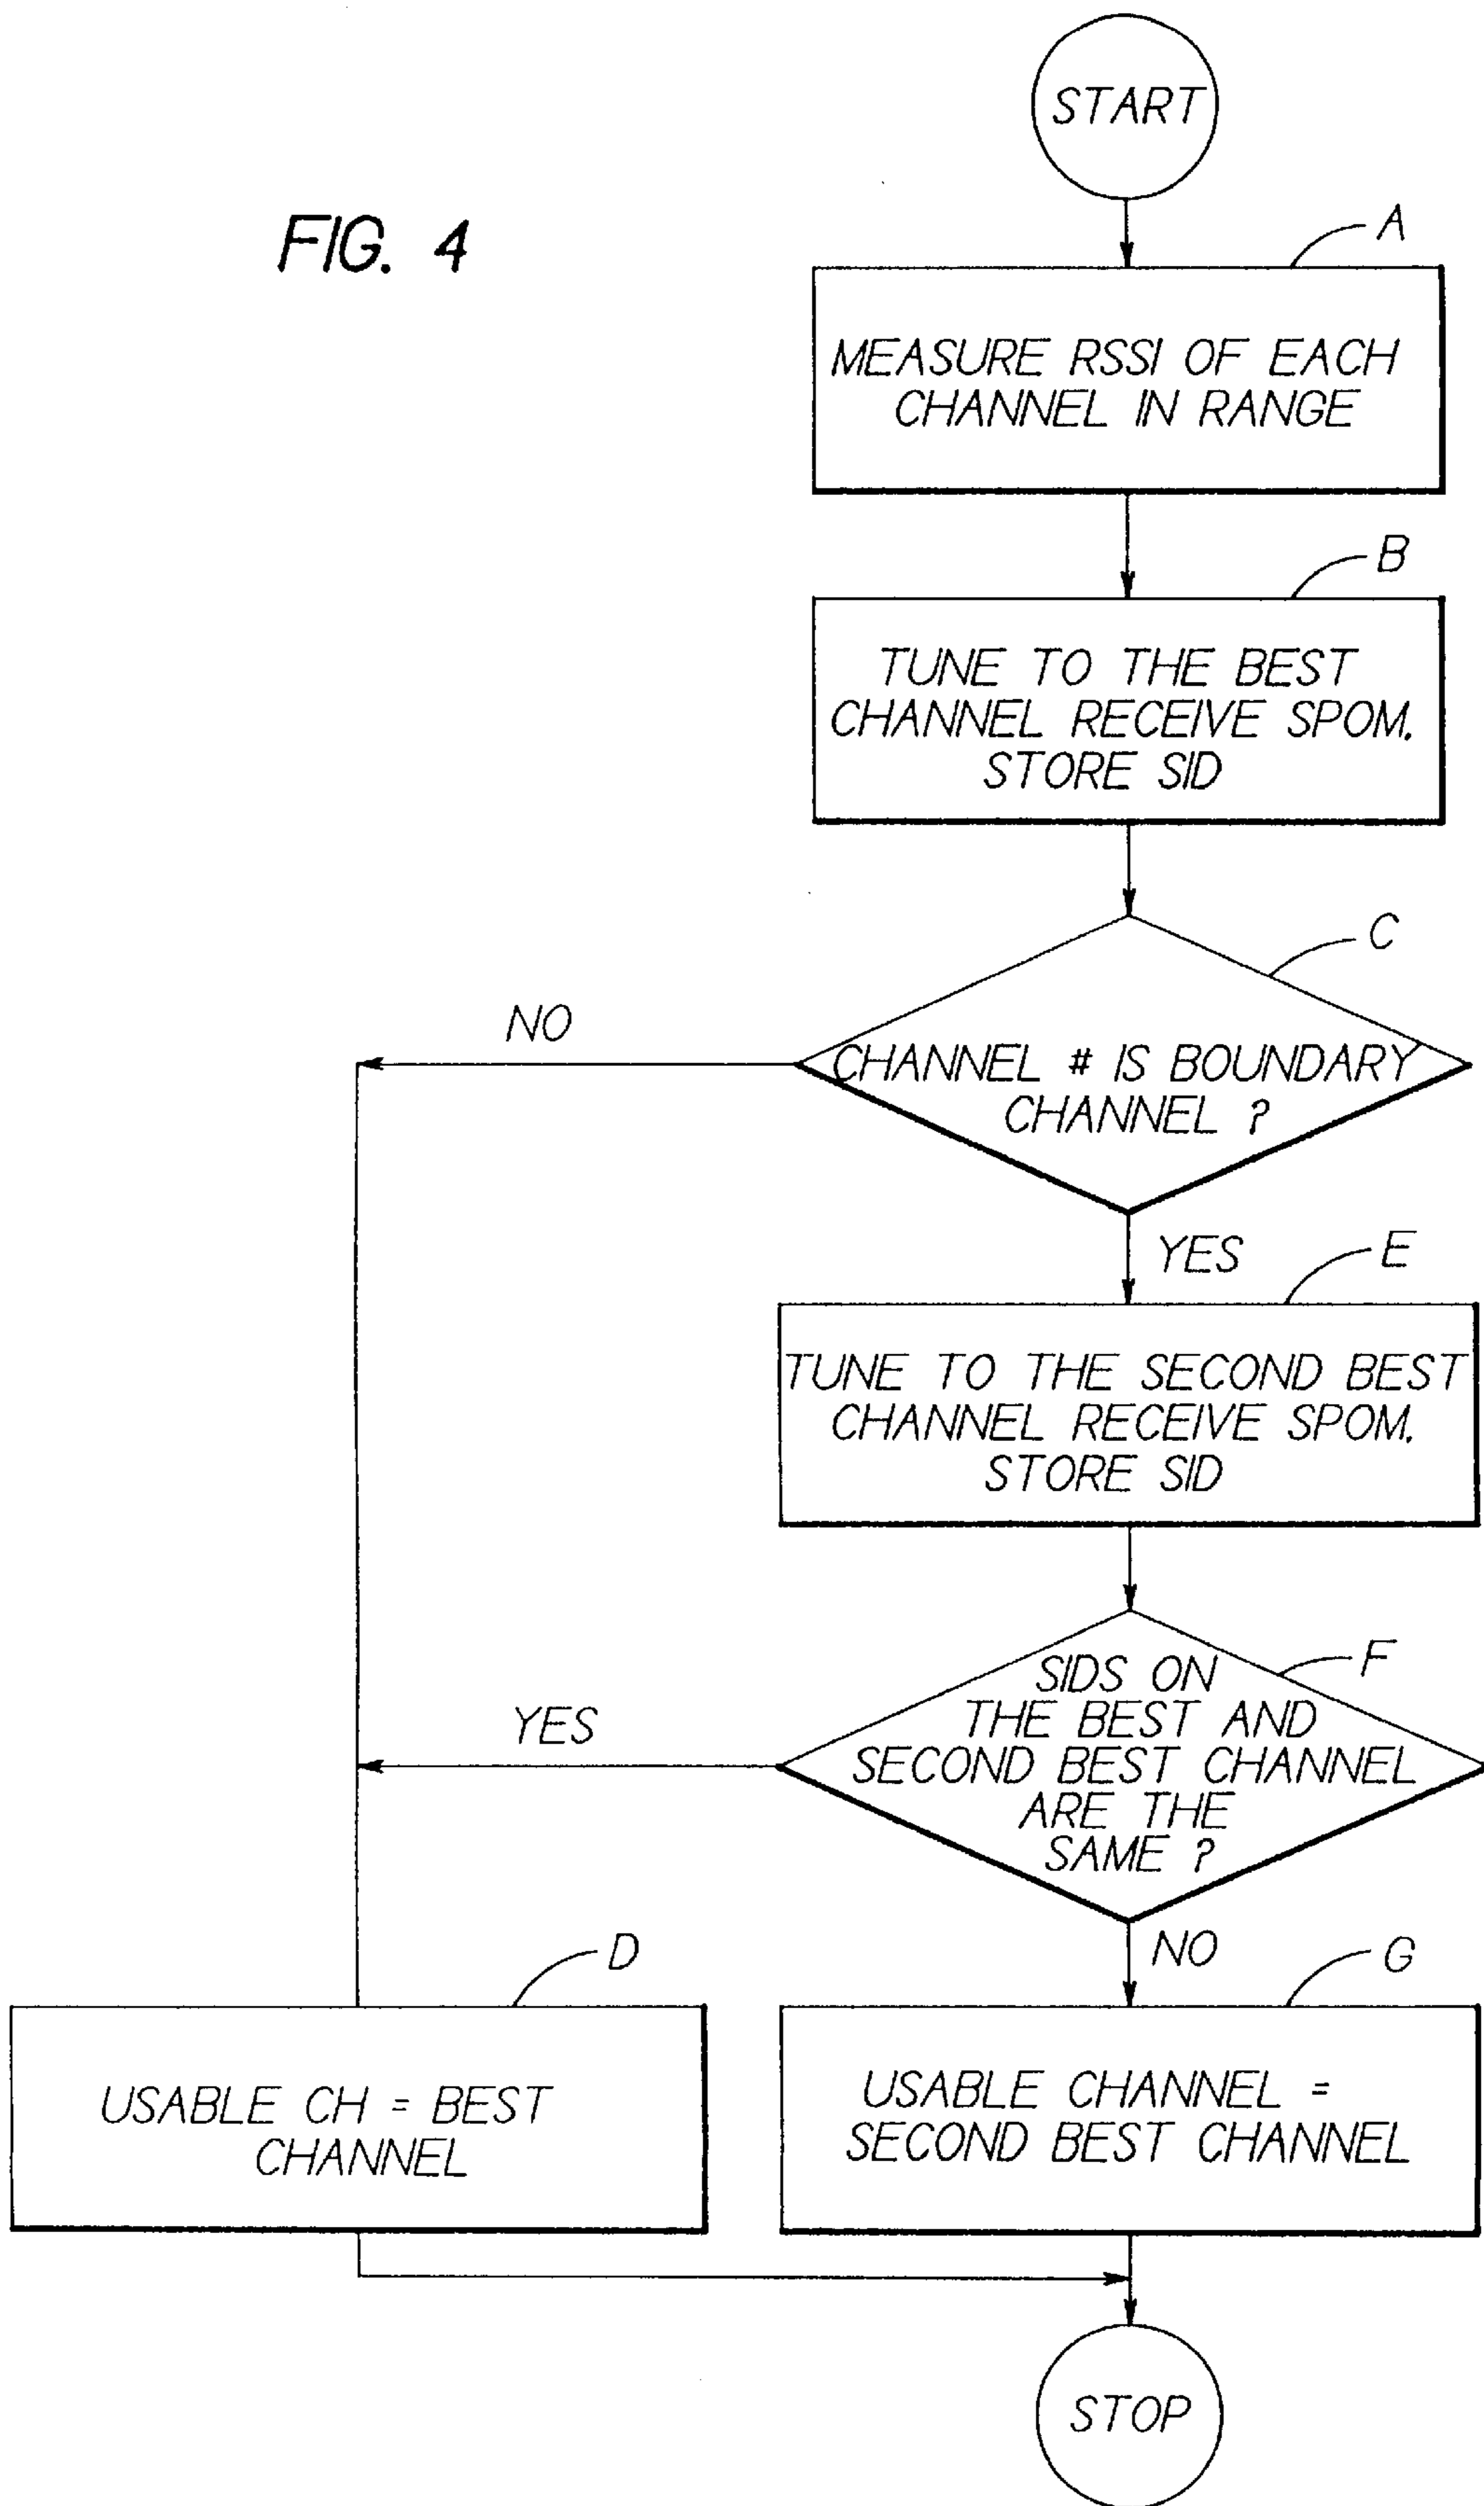 START
FIG. 4
A
MEASURE RSSI OF EACH
CHANNEL IN RANGE
B
TUNE TO THE BEST
CHANNEL RECEIVE SPOM.
STORE SID
C
NO
CHANNEL # IS BOUNDARY
CHANNEL ?
YES
E
TUNE TO THE SECOND BEST
CHANNEL RECEIVE SPOM.
STORE SID
F
SIDS ON
THE BEST AND
SECOND BEST CHANNEL
ARE THE
SAME ?
YES
NO
D
G
USABLE CH = BEST
CHANNEL
USABLE CHANNEL =
SECOND BEST CHANNEL
STOP